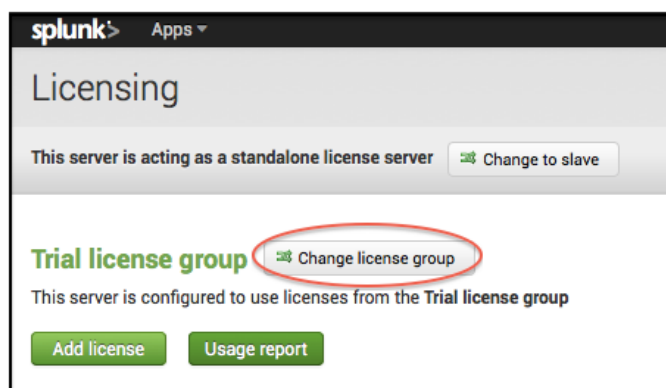 splunk> Apps
Licensing
This server is acting as a standalone license server Change to slave
Trial license group Change license group
This server is configured to use licenses from the Trial license group
Add license Usage report